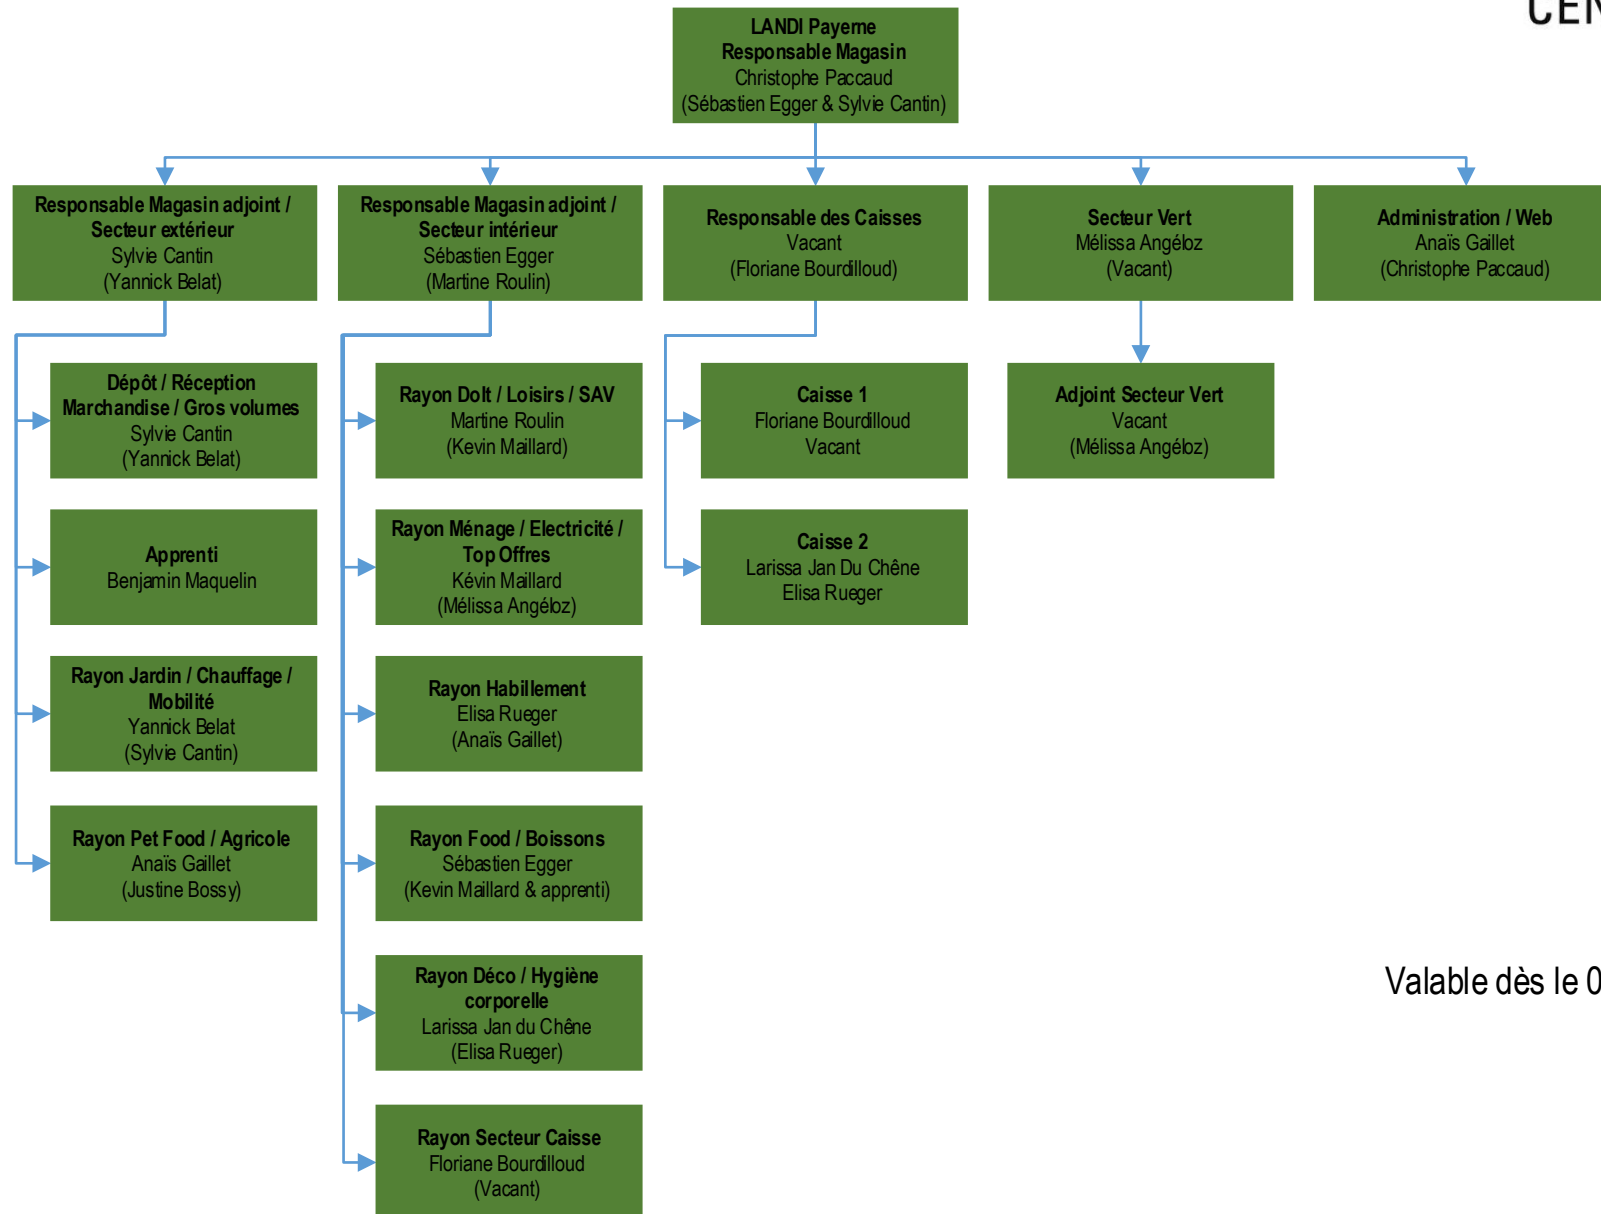 CEN
LANDI Payerne
Responsable Magasin
Christophe Paccaud
(Sébastien Egger & Sylvie Cantin)
Responsable Magasin adjoint /
Secteur extérieur
Sylvie Cantin
(Yannick Belat)
Responsable Magasin adjoint /
Secteur intérieur
Sébastien Egger
(Martine Roulin)
Responsable des Caisses
Vacant
(Floriane Bourdilloud)
Secteur Vert
Mélissa Angéloz
(Vacant)
Administration / Web
Anaïs Gaillet
(Christophe Paccaud)
Dépôt / Réception
Marchandise / Gros volumes
Sylvie Cantin
(Yannick Belat)
Rayon DoIt / Loisirs / SAV
Martine Roulin
(Kevin Maillard)
Caisse 1
Floriane Bourdilloud
Vacant
Adjoint Secteur Vert
Vacant
(Mélissa Angéloz)
Apprenti
Benjamin Maquelin
Rayon Ménage / Electricité /
Top Offres
Kévin Maillard
(Mélissa Angéloz)
Caisse 2
Larissa Jan Du Chêne
Elisa Rueger
Rayon Jardin / Chauffage /
Mobilité
Yannick Belat
(Sylvie Cantin)
Rayon Habillement
Elisa Rueger
(Anaïs Gaillet)
Rayon Pet Food / Agricole
Anaïs Gaillet
(Justine Bossy)
Rayon Food / Boissons
Sébastien Egger
(Kevin Maillard & apprenti)
Rayon Déco / Hygiène
corporelle
Larissa Jan du Chêne
(Elisa Rueger)
Valable dès le 0
Rayon Secteur Caisse
Floriane Bourdilloud
(Vacant)